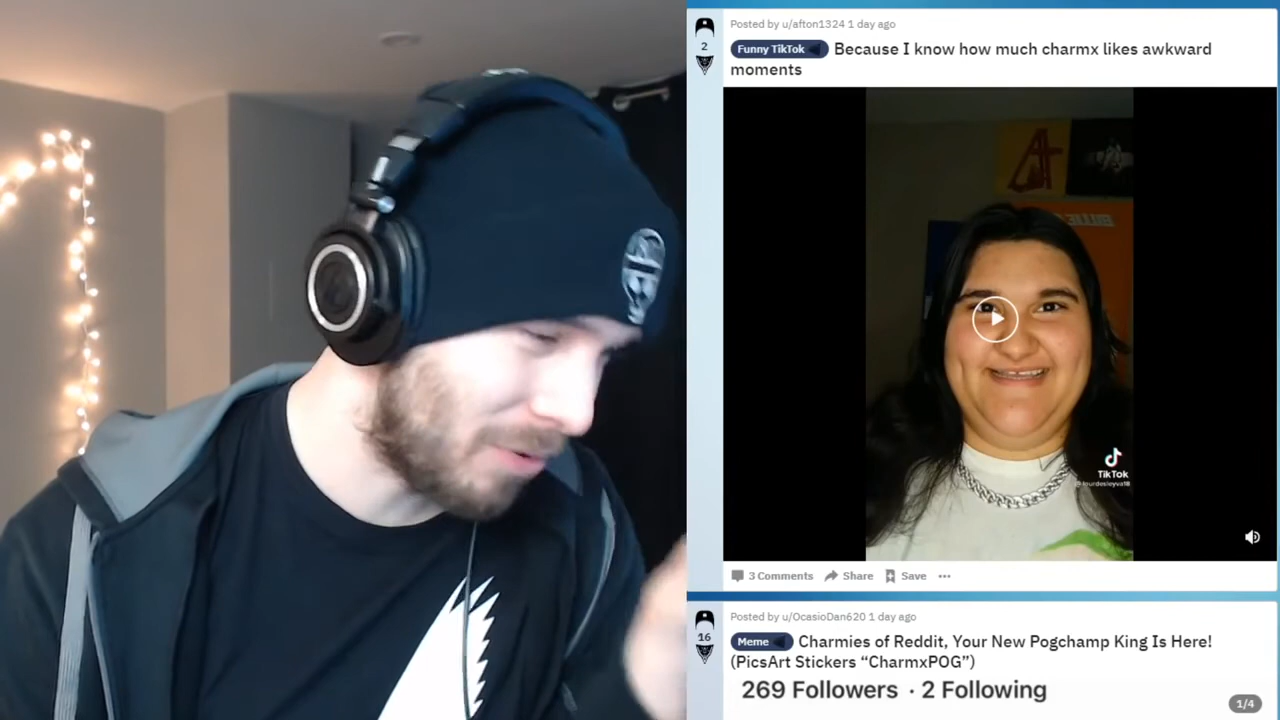 Posted by u/afton1324 1 day ago
2
Funny TikTok Because I know how much charmx likes awkward
moments
TikTok
3 Comments Share Save
Posted by u/OcasioDan620 1 day ago
16
Meme Charmies of Reddit, Your New Pogchamp King Is Here!
(PicsArt Stickers “CharmxPOG”)
269 Followers · 2 Following
1/4